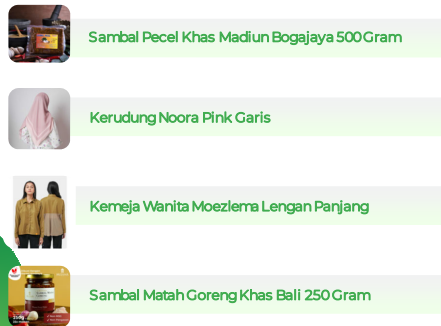 Sambal Pecel Khas Madiun Bogajaya 500 Gram
Kerudung Noora Pink Garis
Kemeja Wanita Moezlema Lengan Panjang
Sambal Matah Goreng Khas Bali 250 Gram